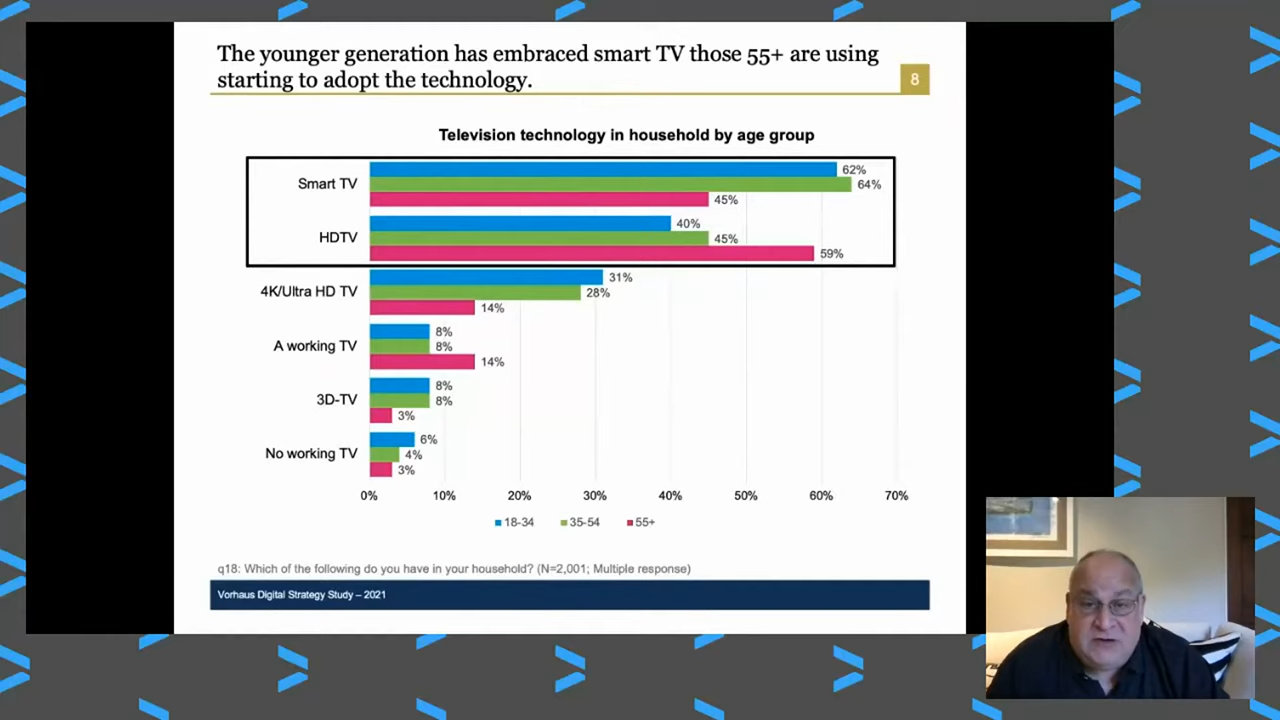 The younger generation has embraced smart TV those 55+ are using
starting to adopt the technology.
8
Television technology in household by age group
Smart TV
62%
64%
45%
HDTV
40%
45%
59%
4K/Ultra HD TV
31%
28%
14%
A working TV
8%
8%
14%
3D-TV
8%
8%
3%
No working TV
6%
4%
3%
0% 10% 20% 30% 40% 50% 60% 70%
18-34 35-54 55+
q18: Which of the following do you have in your household? (N=2,001; Multiple response)
Vorhaus Digital Strategy Study – 2021